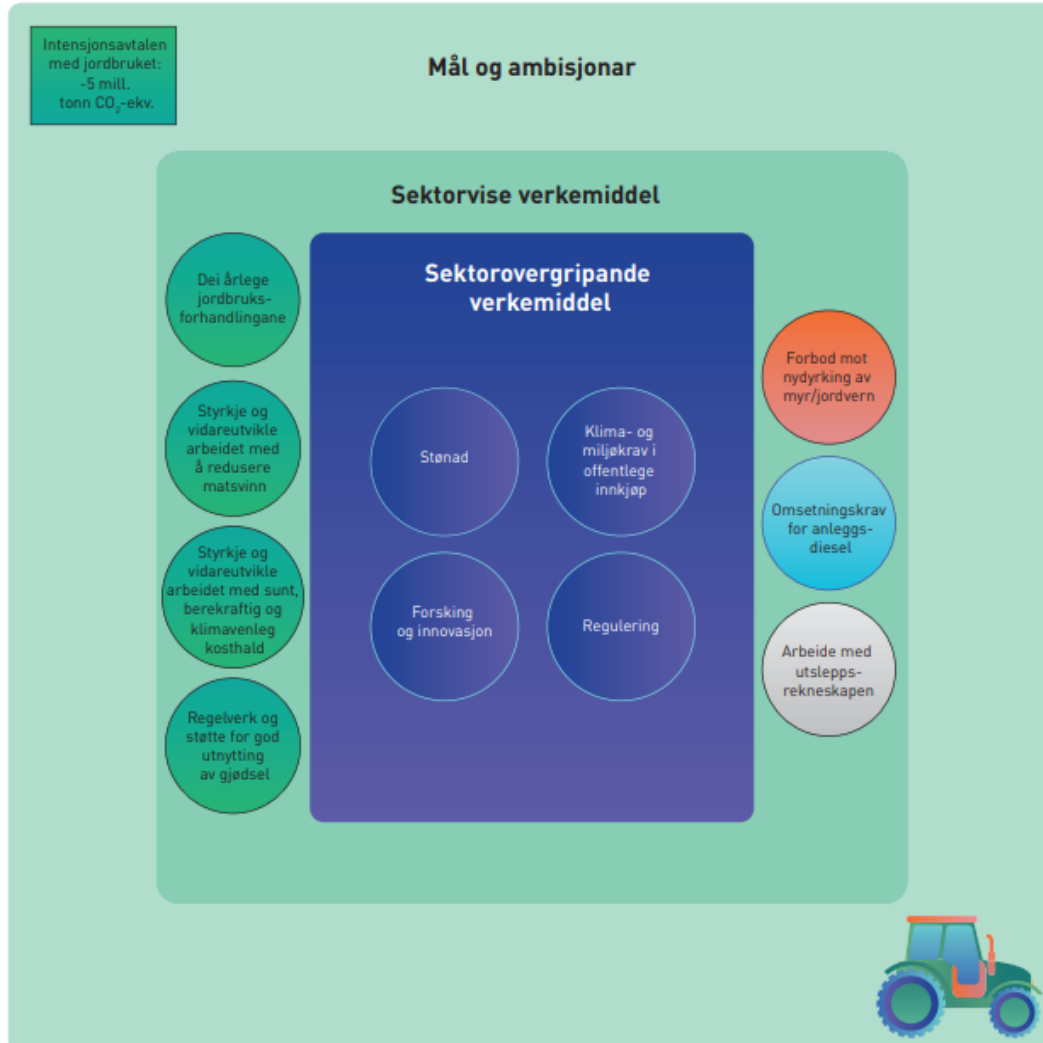 Intensjonsavtalen
med jordbruket:
-5 mill.
tonn CO₂-ekv.
Mål og ambisjonar
Sektorvise verkemiddel
Dei årlege
jordbruks-
forhandlingane
Styrkje og
vidareutvikle
arbeidet med
å redusere
matsvinn
Styrkje og
vidareutvikle
arbeidet med sunt,
berekraftig og
klimavenleg
kosthald
Regelverk og
støtte for god
utnytting
av gjødsel
Sektorovergripande
verkemiddel
Stønad
Klima- og
miljøkrav i
offentlege
innkjøp
Forsking
og innovasjon
Regulering
Forbod mot
nydyrking av
myr/jordvern
Omsetningskrav
for anleggs-
diesel
Arbeide med
utslepps-
rekneskapen